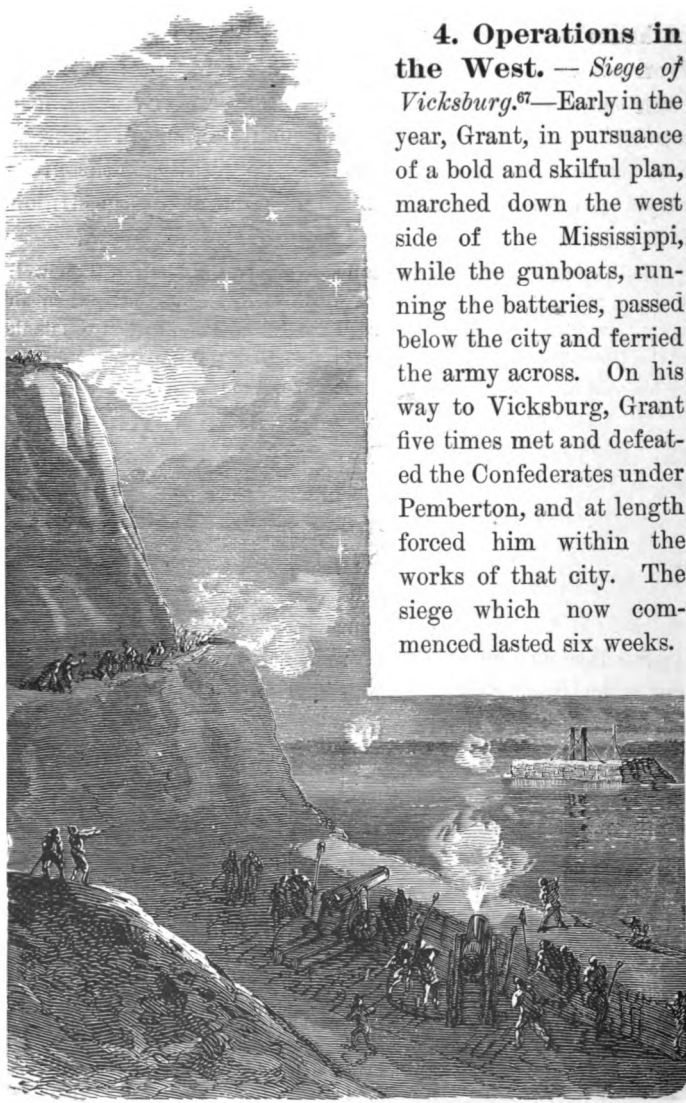 4. Operations in
the West. — Siege of
Vicksburg.⁶⁷—Early in the
year, Grant, in pursuance
of a bold and skilful plan,
marched down the west
side of the Mississippi,
while the gunboats, run-
ning the batteries, passed
below the city and ferried
the army across. On his
way to Vicksburg, Grant
five times met and defeat-
ed the Confederates under
Pemberton, and at length
forced him within the
works of that city. The
siege which now com-
menced lasted six weeks.